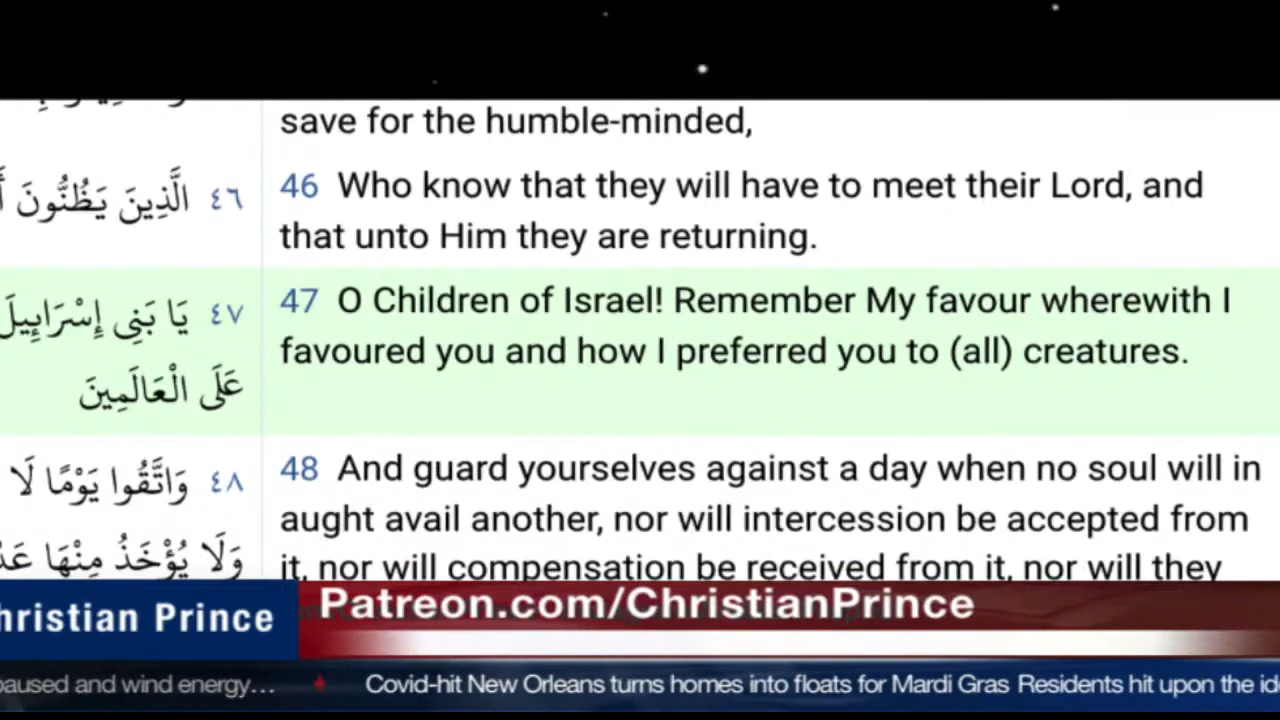 save for the humble-minded,
٤٦ الَّذِينَ يَظُنُّونَ
46 Who know that they will have to meet their Lord, and
that unto Him they are returning.
٤٧ يَا بَنِي إِسْرَابِيلَ
عَلَى الْعَالَمِينَ
47 O Children of Israel! Remember My favour wherewith I
favoured you and how I preferred you to (all) creatures.
٤٨ وَاتَّقُوا يَوْمًا لَا
وَلَا يُؤْخَذُ مِنْهَا
48 And guard yourselves against a day when no soul will in
aught avail another, nor will intercession be accepted from
it, nor will compensation be received from it, nor will they
hristian Prince
Patreon.com/ChristianPrince
paused and wind energy...
Covid-hit New Orleans turns homes into floats for Mardi Gras Residents hit upon the id